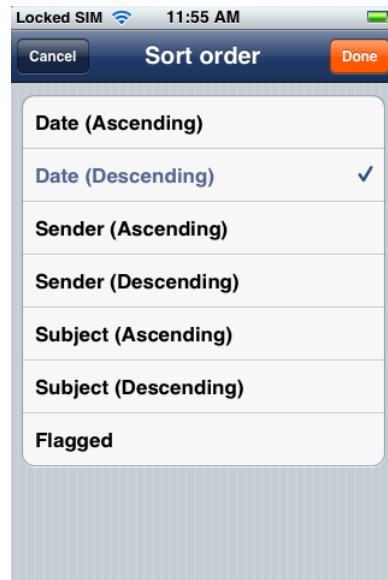 Locked SIM 11:55 AM
Cancel Sort order Done
Date (Ascending)
Date (Descending)
Sender (Ascending)
Sender (Descending)
Subject (Ascending)
Subject (Descending)
Flagged